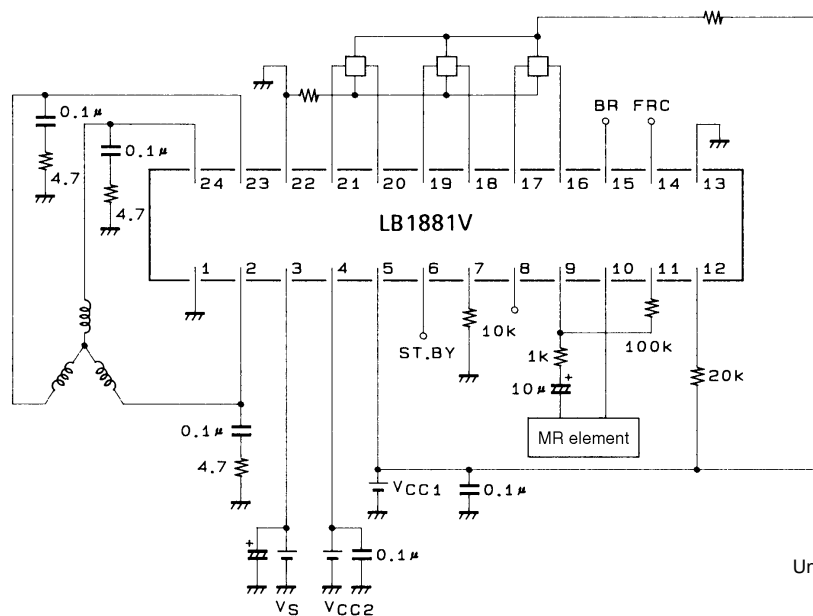 BR FRC
0.1μ
0.1μ
4.7
4.7
24 23 22 21 20 19 18 17 16 15 14 13
LB1881V
1 2 3 4 5 6 7 8 9 10 11 12
10k
ST.BY
1k
100k
10μ
+
20k
0.1μ
MR element
4.7
VCC1
0.1μ
+
0.1μ
VS
VCC2
Ur